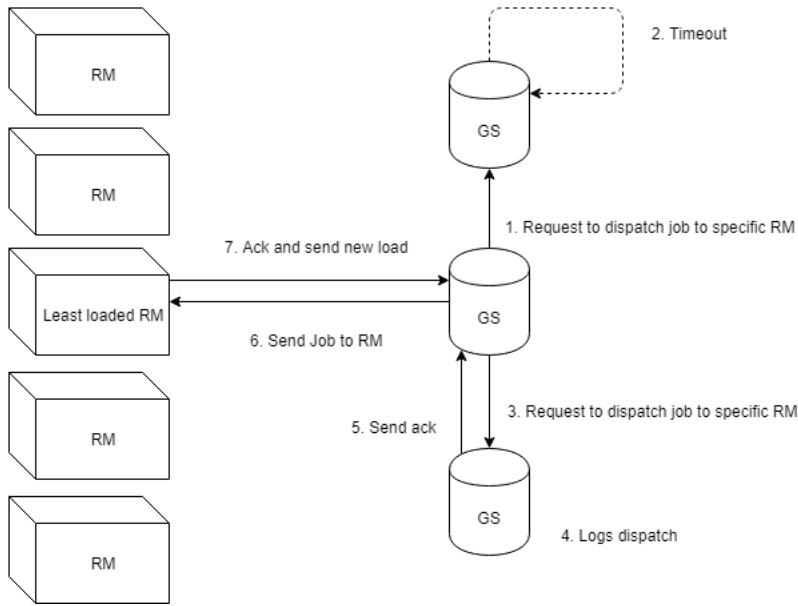 2. Timeout
RM
GS
RM
1. Request to dispatch job to specific RM
7. Ack and send new load
Least loaded RM
GS
6. Send Job to RM
3. Request to dispatch job to specific RM
5. Send ack
RM
GS
4. Logs dispatch
RM